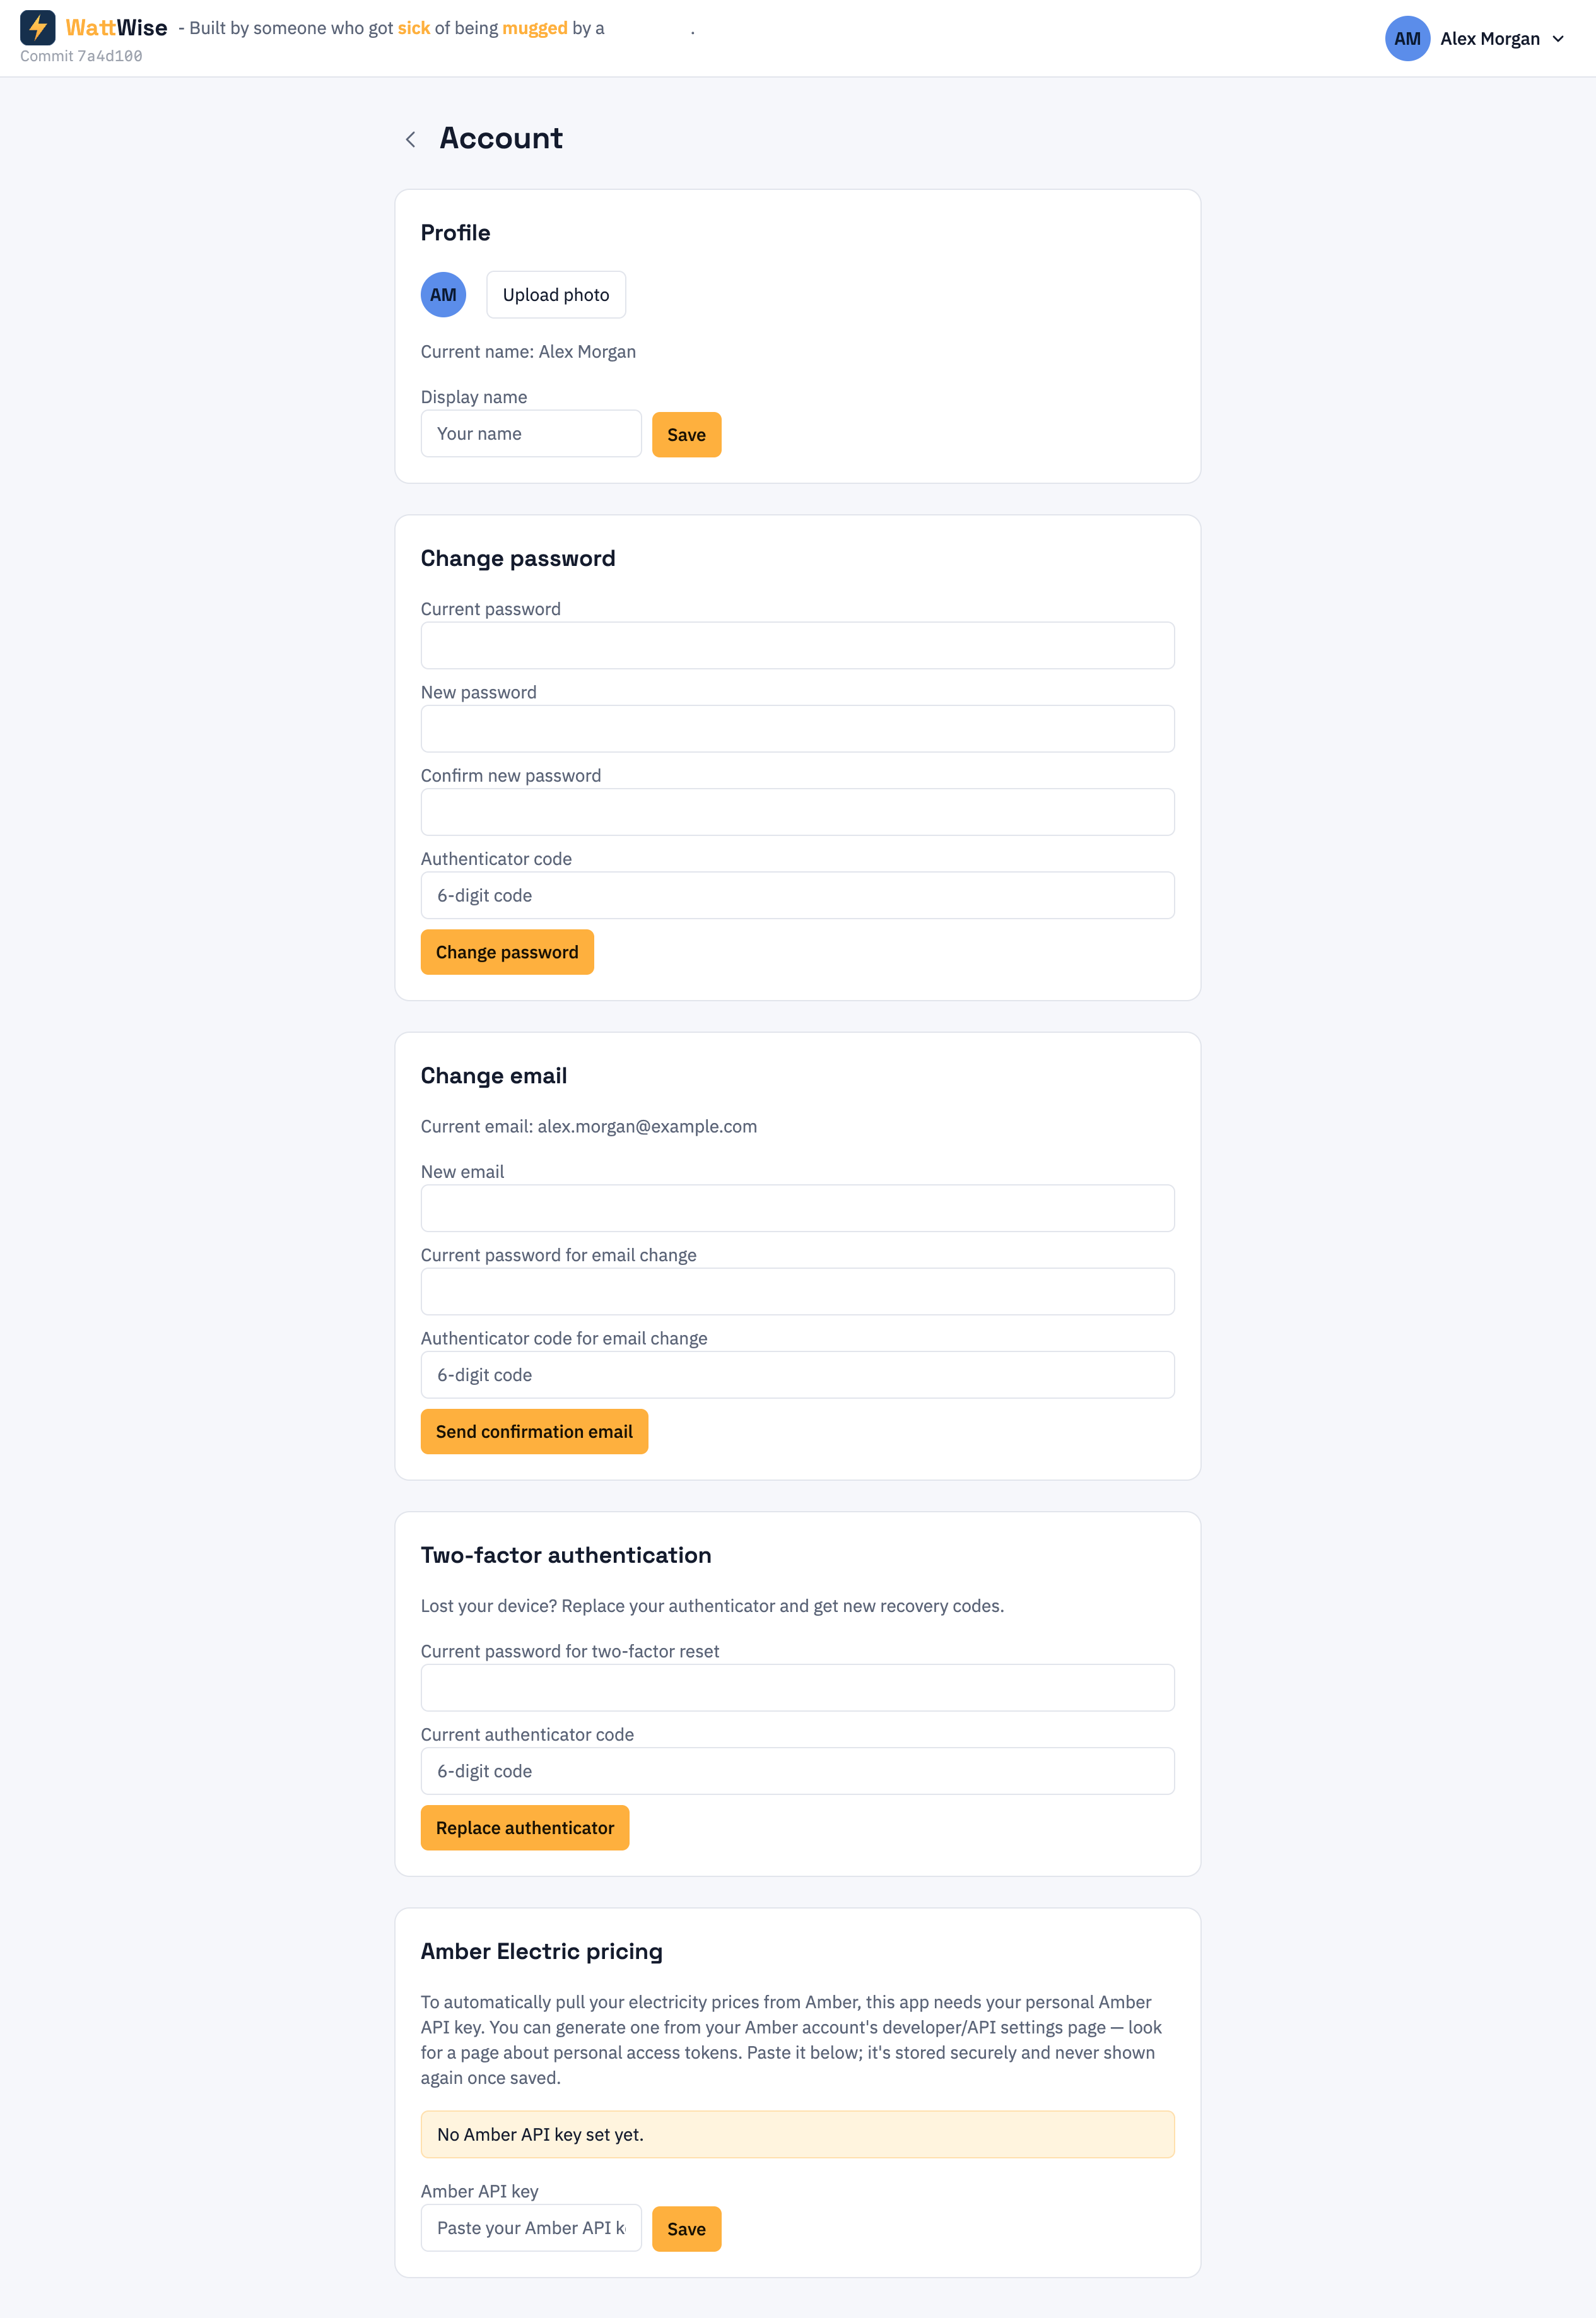 WattWise - Built by someone who got sick of being mugged by a .
Commit 7a4d100
AM Alex Morgan
Account
Profile
AM Upload photo
Current name: Alex Morgan
Display name
Your name Save
Change password
Current password
New password
Confirm new password
Authenticator code
6-digit code
Change password
Change email
Current email: alex.morgan@example.com
New email
Current password for email change
Authenticator code for email change
6-digit code
Send confirmation email
Two-factor authentication
Lost your device? Replace your authenticator and get new recovery codes.
Current password for two-factor reset
Current authenticator code
6-digit code
Replace authenticator
Amber Electric pricing
To automatically pull your electricity prices from Amber, this app needs your personal Amber
API key. You can generate one from your Amber account's developer/API settings page — look
for a page about personal access tokens. Paste it below; it's stored securely and never shown
again once saved.
No Amber API key set yet.
Amber API key
Paste your Amber API k Save